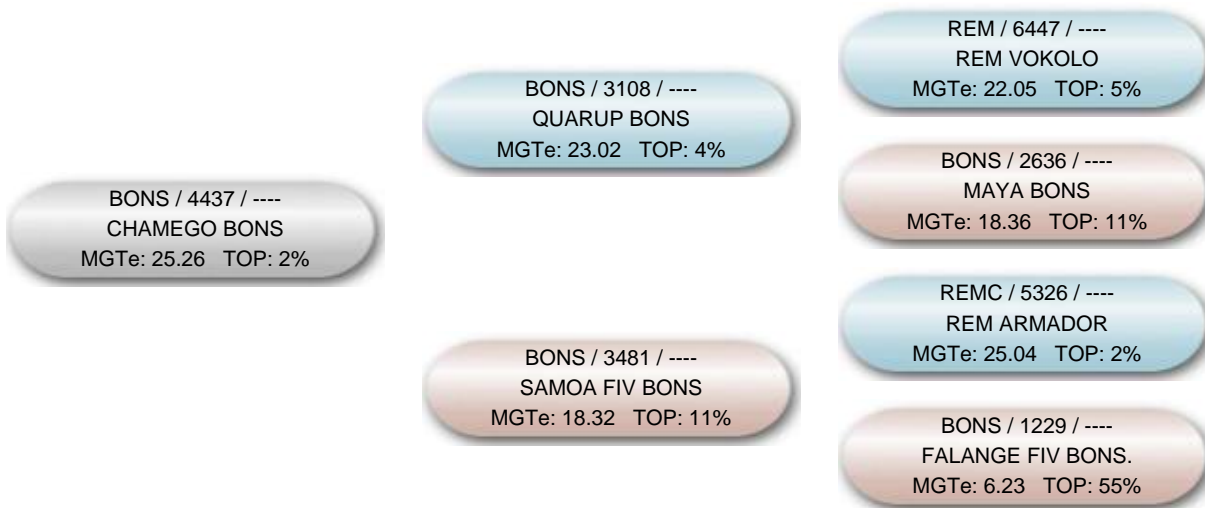 BONS / 4437 / ----
CHAMEGO BONS
MGTe: 25.26 TOP: 2%
BONS / 3108 / ----
QUARUP BONS
MGTe: 23.02 TOP: 4%
BONS / 3481 / ----
SAMOA FIV BONS
MGTe: 18.32 TOP: 11%
REM / 6447 / ----
REM VOKOLO
MGTe: 22.05 TOP: 5%
BONS / 2636 / ----
MAYA BONS
MGTe: 18.36 TOP: 11%
REMC / 5326 / ----
REM ARMADOR
MGTe: 25.04 TOP: 2%
BONS / 1229 / ----
FALANGE FIV BONS.
MGTe: 6.23 TOP: 55%